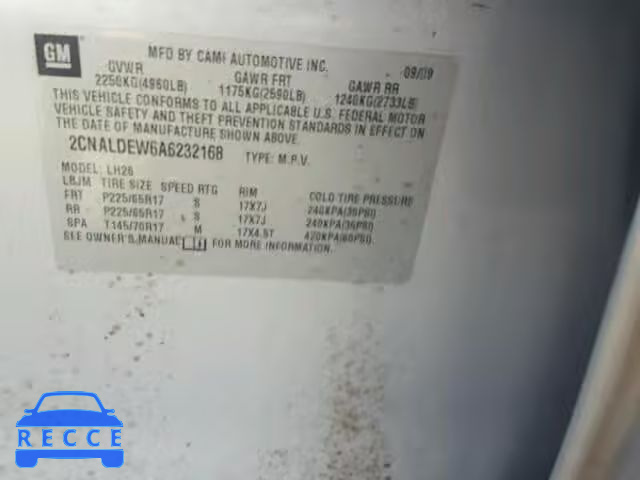 GM
MFD BY CAMI AUTOMOTIVE INC. 09/09
GVWR GAWR FRT GAWR RR
2250KG(4960LB) 1175KG(2590LB) 1240KG(2733LB)
THIS VEHICLE CONFORMS TO ALL APPLICABLE U.S. FEDERAL MOTOR
VEHICLE SAFETY AND THEFT PREVENTION STANDARDS IN EFFECT ON
THE DATE OF MANUFACTURE SHOWN ABOVE.
2CNALDEW6A6232168 TYPE: M.P.V.
MODEL: LH26
LBJM TIRE SIZE SPEED RTG RIM COLD TIRE PRESSURE
FRT P225/65R17 S 17X7J 240KPA(35PSI)
RR P225/65R17 S 17X7J 240KPA(35PSI)
SPA T145/70R17 M 17X4.5T 420KPA(60PSI)
SEE OWNER'S MANUAL FOR MORE INFORMATION.
RECCE